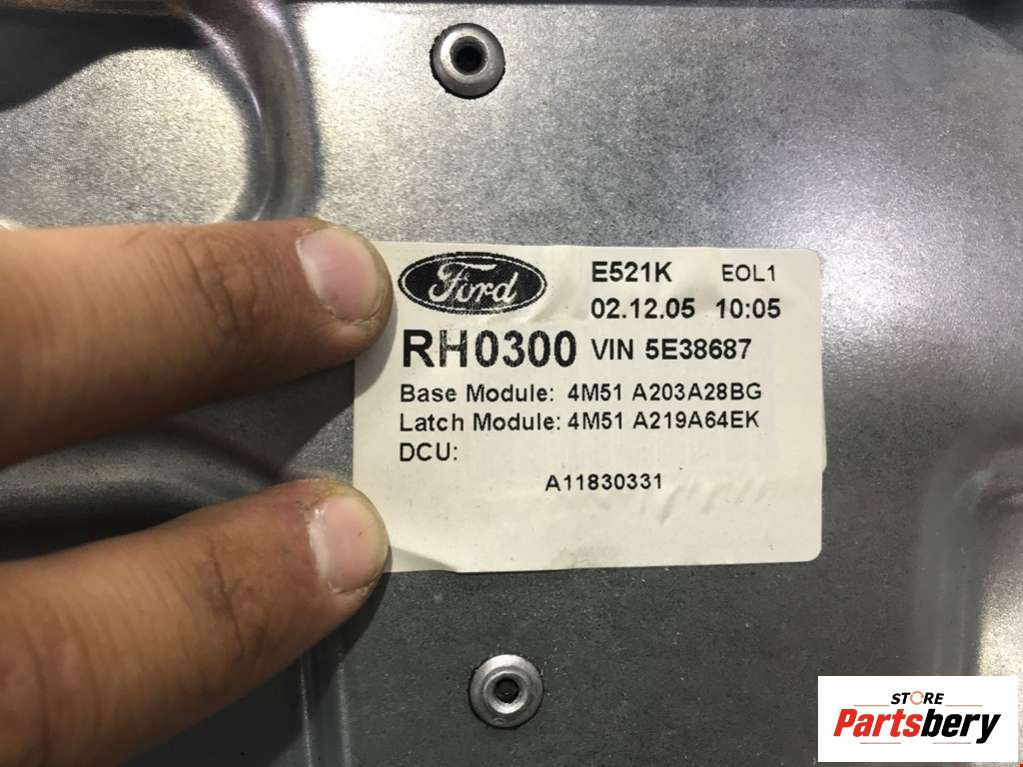 Ford
E521K EOL1
02.12.05 10:05
RH0300 VIN 5E38687
Base Module: 4M51 A203A28BG
Latch Module: 4M51 A219A64EK
DCU:
A11830331
STORE
Partsbery